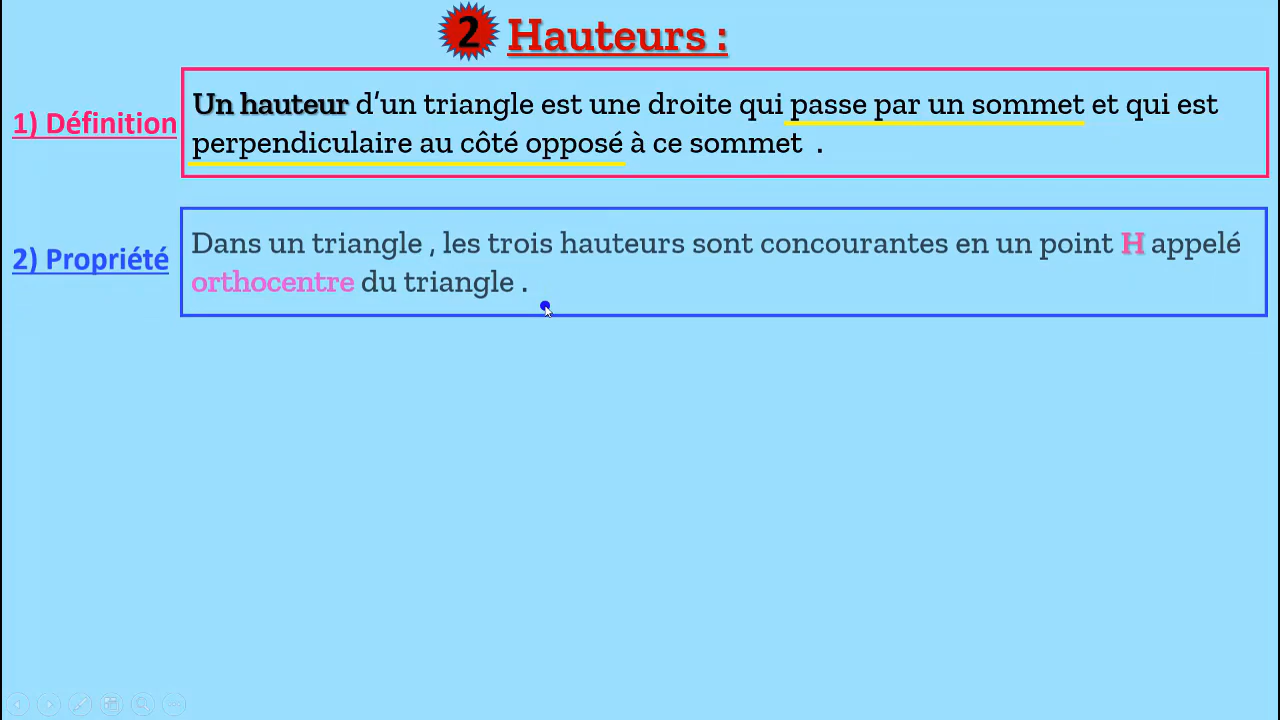 2 Hauteurs :
1) Définition
Un hauteur d’un triangle est une droite qui passe par un sommet et qui est
perpendiculaire au côté opposé à ce sommet .
2) Propriété
Dans un triangle , les trois hauteurs sont concourantes en un point H appelé
orthocentre du triangle .